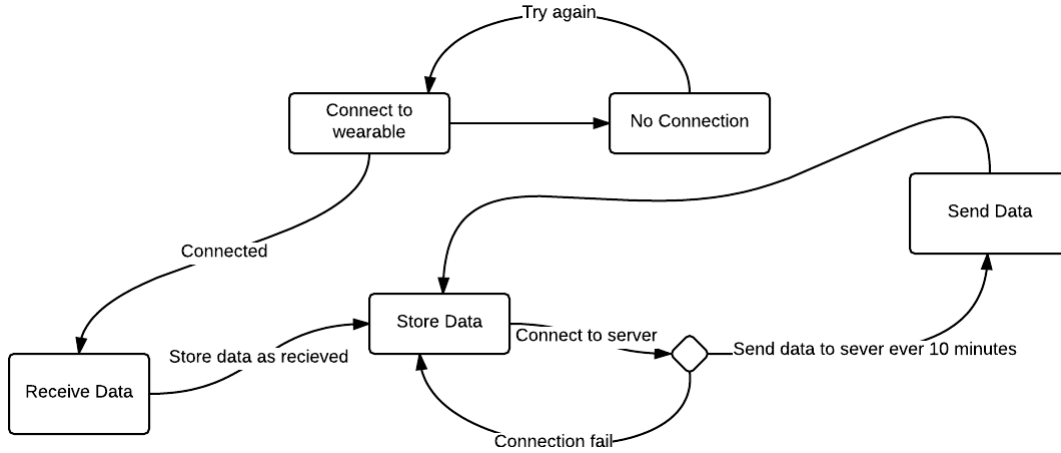 Try again
Connect to
wearable
No Connection
Send Data
Connected
Store Data
Connect to server
Send data to sever ever 10 minutes
Store data as recieved
Receive Data
Connection fail